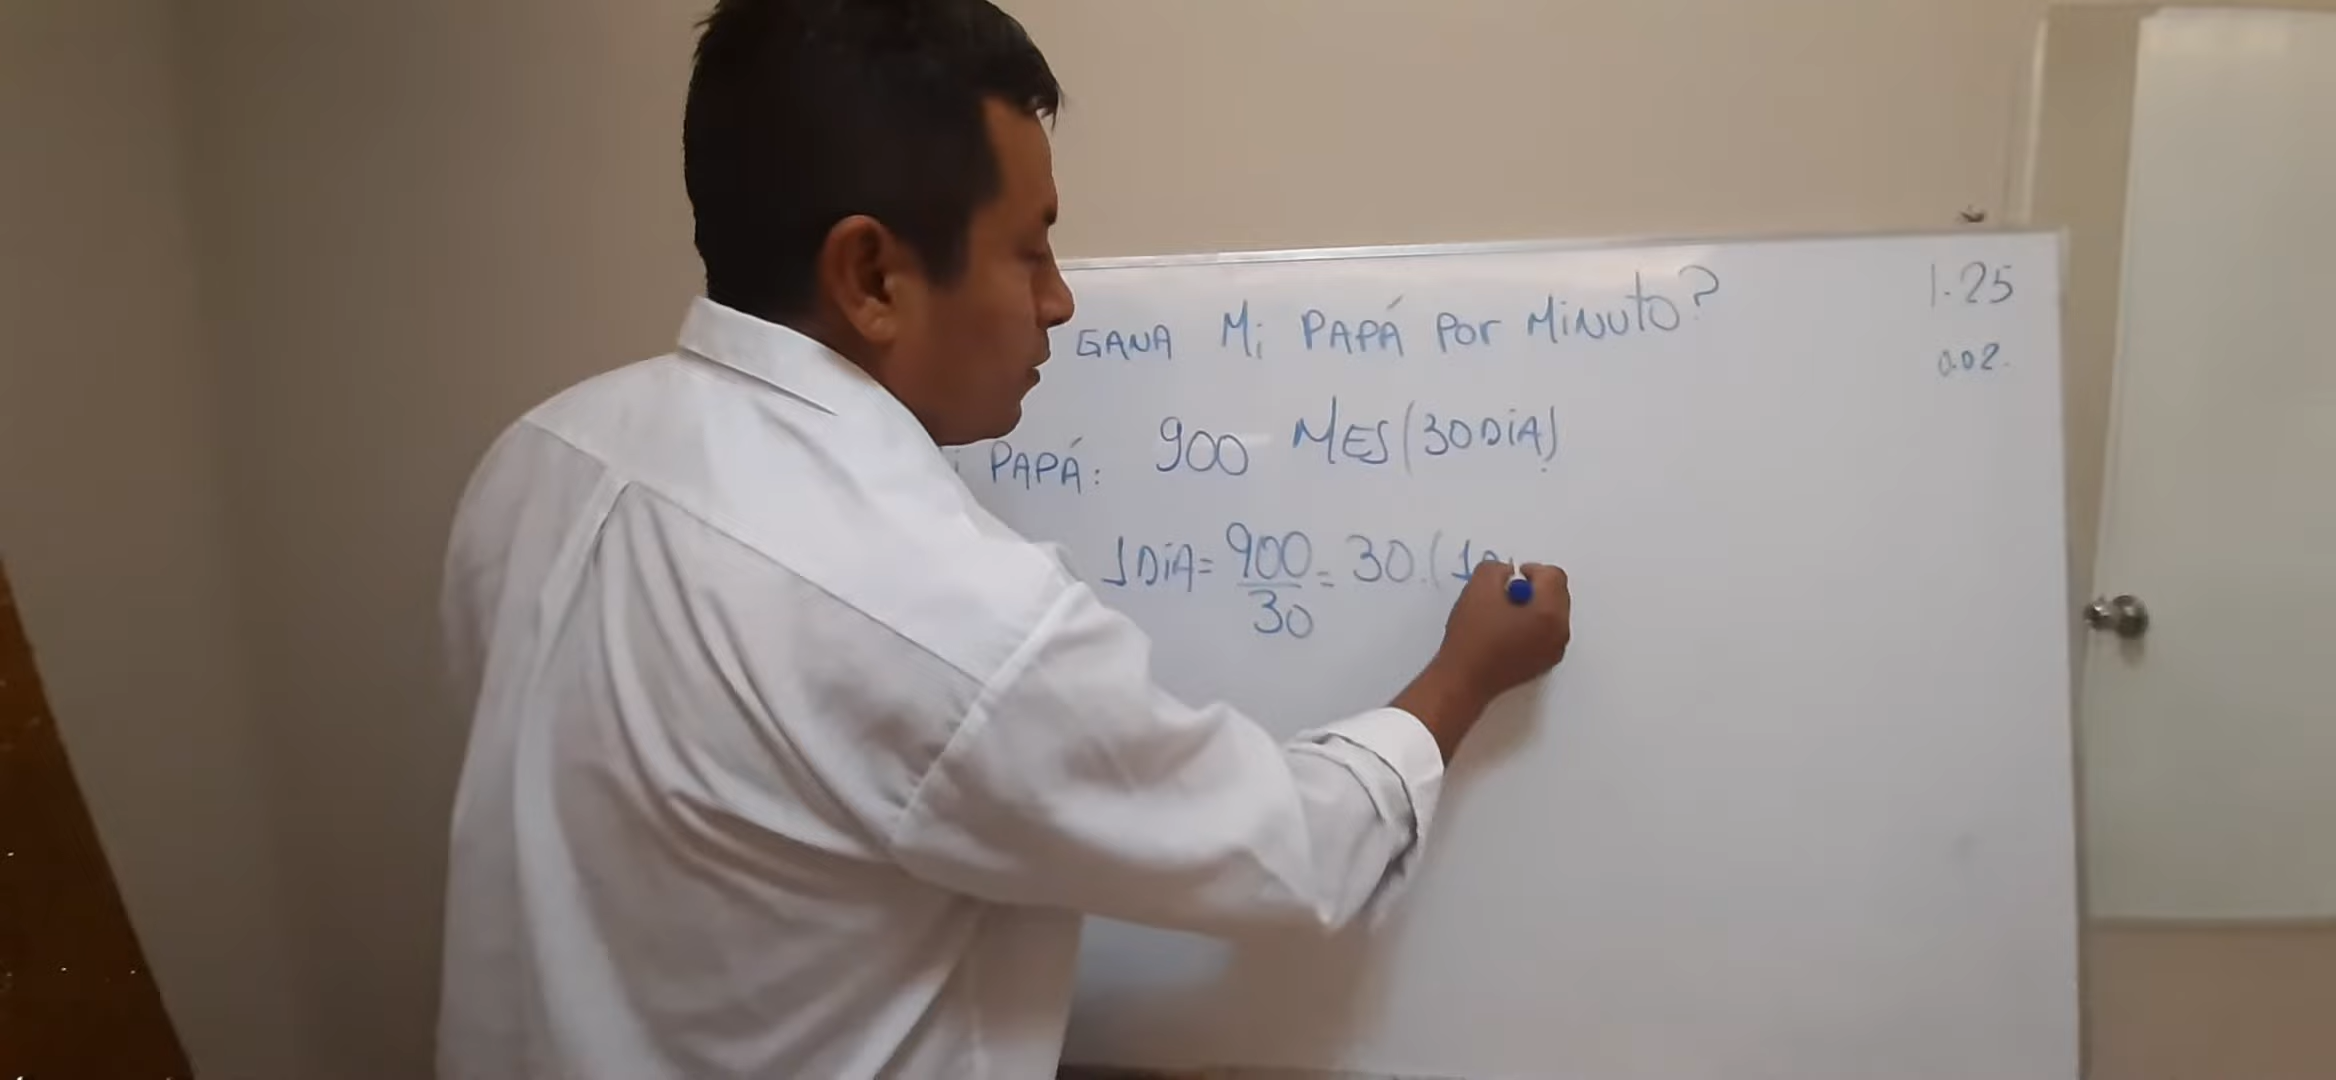 GANA Mi PAPÁ POR MiNUTO?
1.25
0.02.
PAPÁ: 900 MES (30 DÍA)
1 DÍA = 900/30 = 30. (1